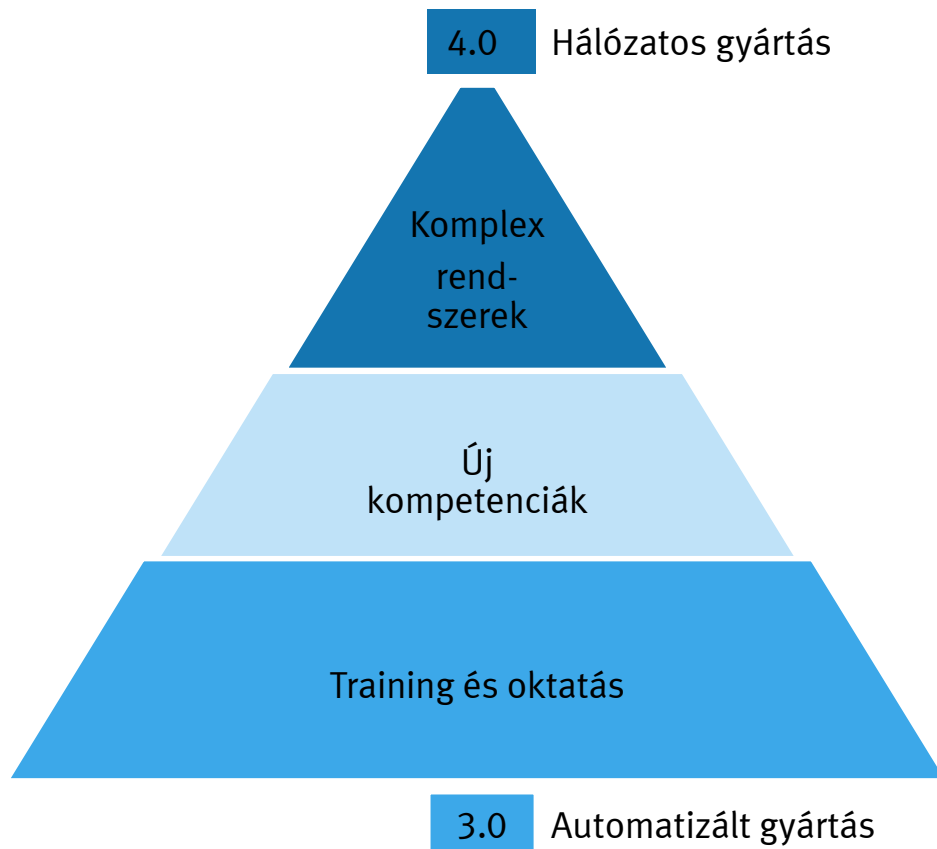 4.0 Hálózatos gyártás
Komplex
rend-
szerek
Új
kompetenciák
Training és oktatás
3.0 Automatizált gyártás